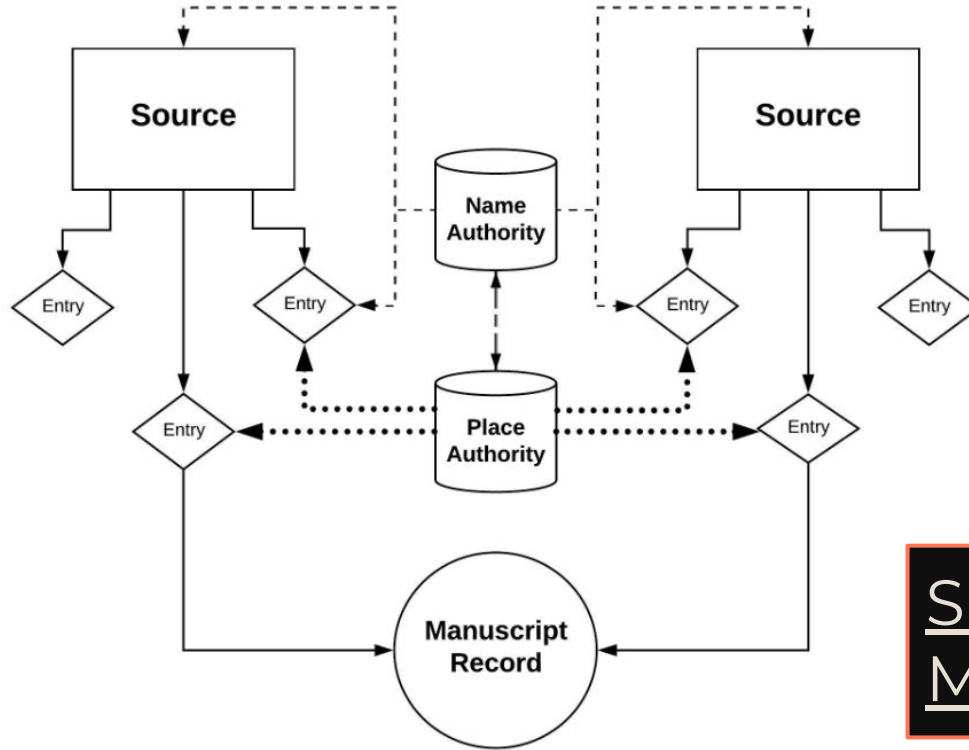 Source
Source
Name
Authority
Entry
Entry
Entry
Entry
Entry
Place
Authority
Entry
Manuscript
Record